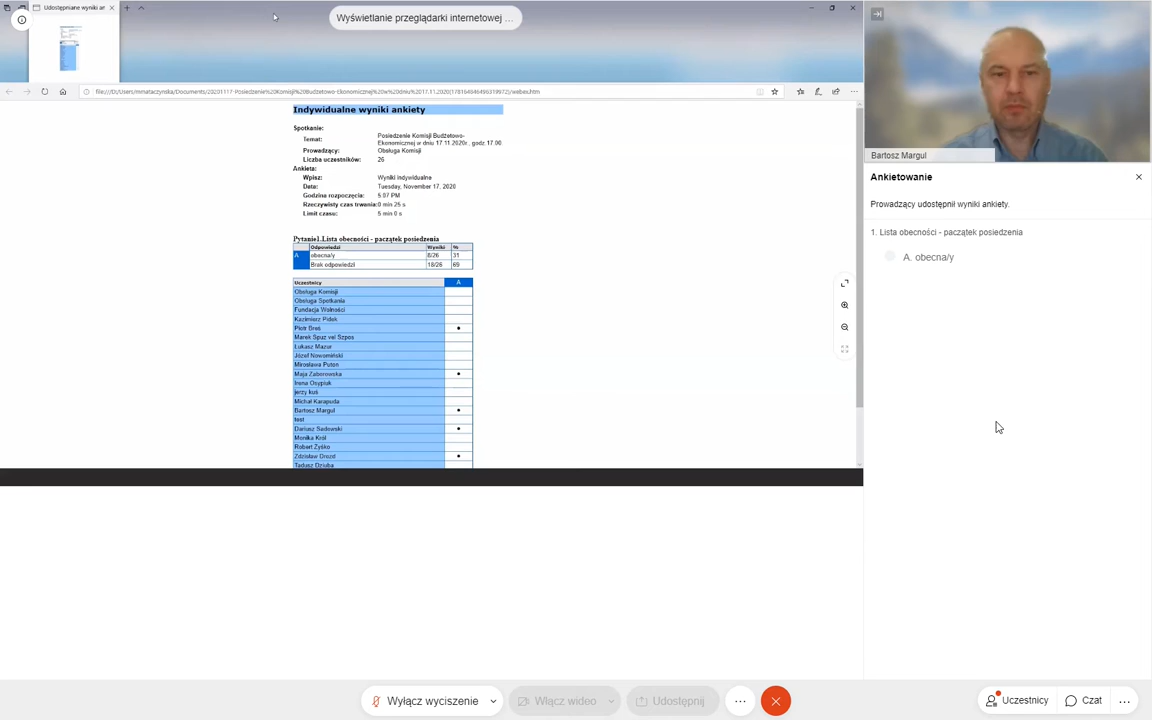 Udostępniane wyniki an
Wyświetlanie przeglądarki internetowej ...
Indywidualne wyniki ankiety
Spotkanie:
Temat: Posiedzenie Komisji Budżetowo-
Ekonomicznej w dniu 17.11.2020r., godz.17.00
Prowadzący: Obsługa Komisji
Liczba uczestników: 26
Ankieta:
Wpisz: Wyniki indywidualne
Data: Tuesday, November 17, 2020
Godzina rozpoczęcia: 5:07 PM
Rzeczywisty czas trwenia:0 min 25 s
Limit czasu: 5 min 0 s
Pytanie1.Lista obecności - początek posiedzenia
Odpowiedzi Wyniki %
A obecna/y 8/26 31
Brak odpowiedzi 18/26 69
Uczestnicy A
Obsługa Komisji
Obsługa Spotkania
Fundacja Wolności
Kazimierz Pidek
Piotr Breś
Marek Spuz vel Szpos
Łukasz Mazur
Józef Nowomiński
Mirosława Puton
Maja Zaborowska
Irena Osypiuk
jerzy kuś
Michał Karapuda
Bartosz Margul
test
Dariusz Sadowski
Monika Król
Robert Zyśko
Zdzisław Drozd
Tadusz Dziuba
Bartosz Margul
Ankietowanie
Prowadzący udostępnił wyniki ankiety.
1. Lista obecności - początek posiedzenia
A. obecna/y
Wyłącz wyciszenie
Włącz wideo
Udostępnij
Uczestnicy
Czat